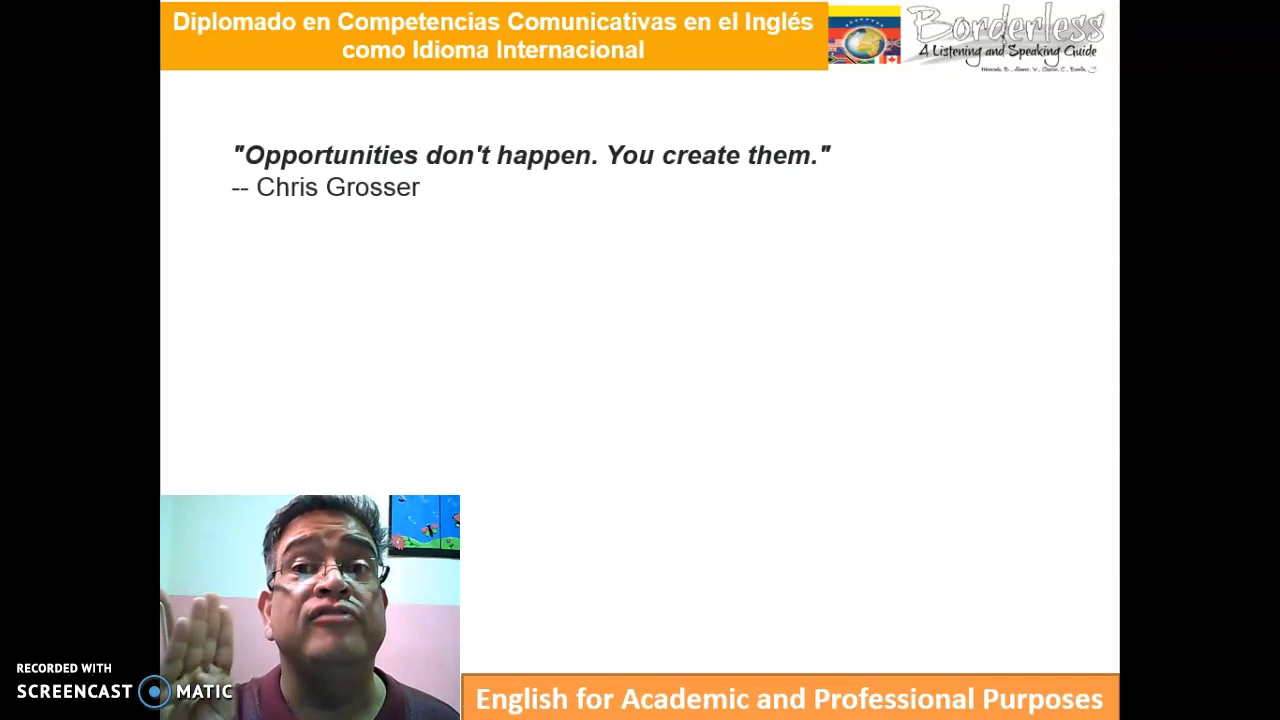 Diplomado en Competencias Comunicativas en el Inglés
como Idioma Internacional
Borderless
A Listening and Speaking Guide
"Opportunities don't happen. You create them."
-- Chris Grosser
RECORDED WITH
SCREENCAST MATIC
English for Academic and Professional Purposes